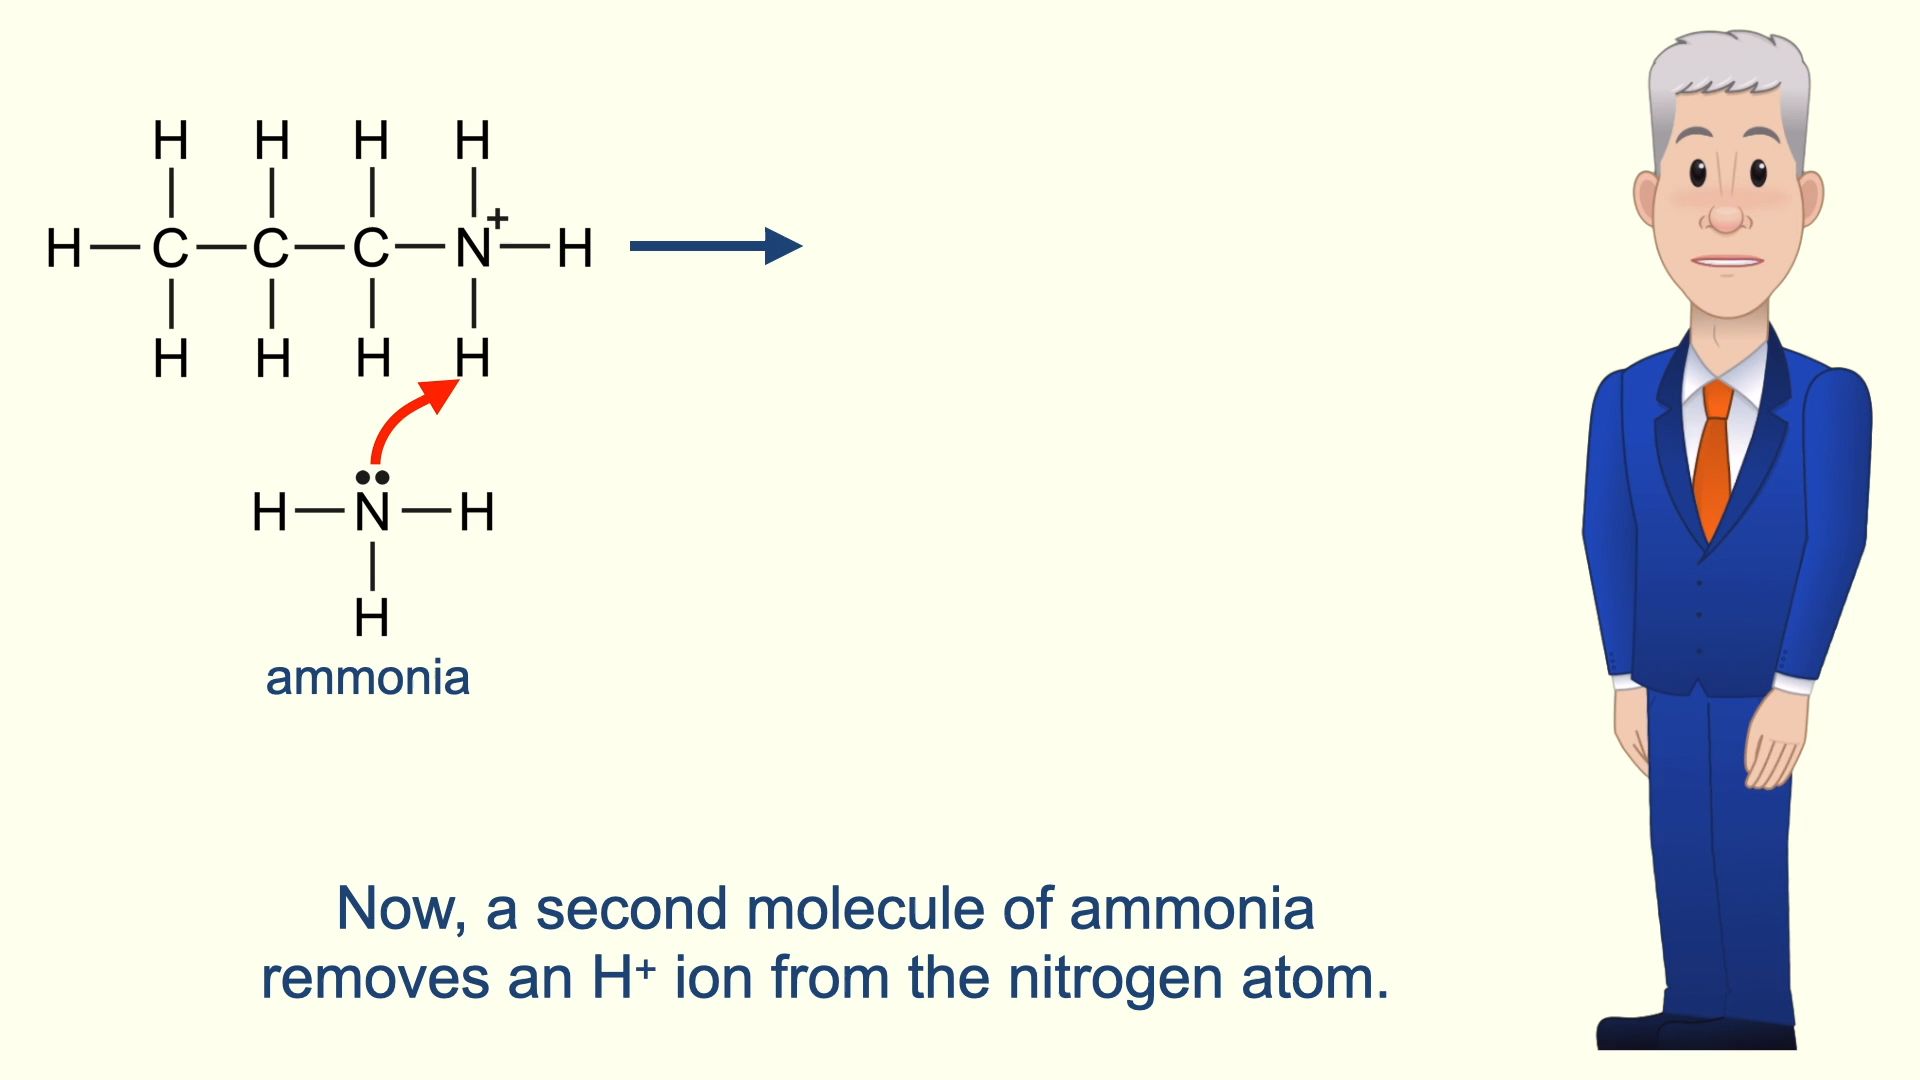 H H H H
H C C C N+ H
H H H H
H N H
H
ammonia
Now, a second molecule of ammonia
removes an H⁺ ion from the nitrogen atom.